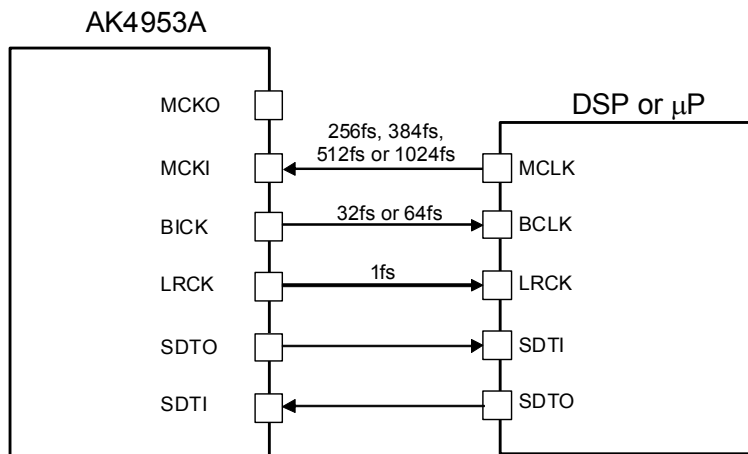 AK4953A
DSP or μP
MCKO
256fs, 384fs,
512fs or 1024fs
MCKI
MCLK
BICK
32fs or 64fs
BCLK
LRCK
1fs
LRCK
SDTO
SDTI
SDTI
SDTO